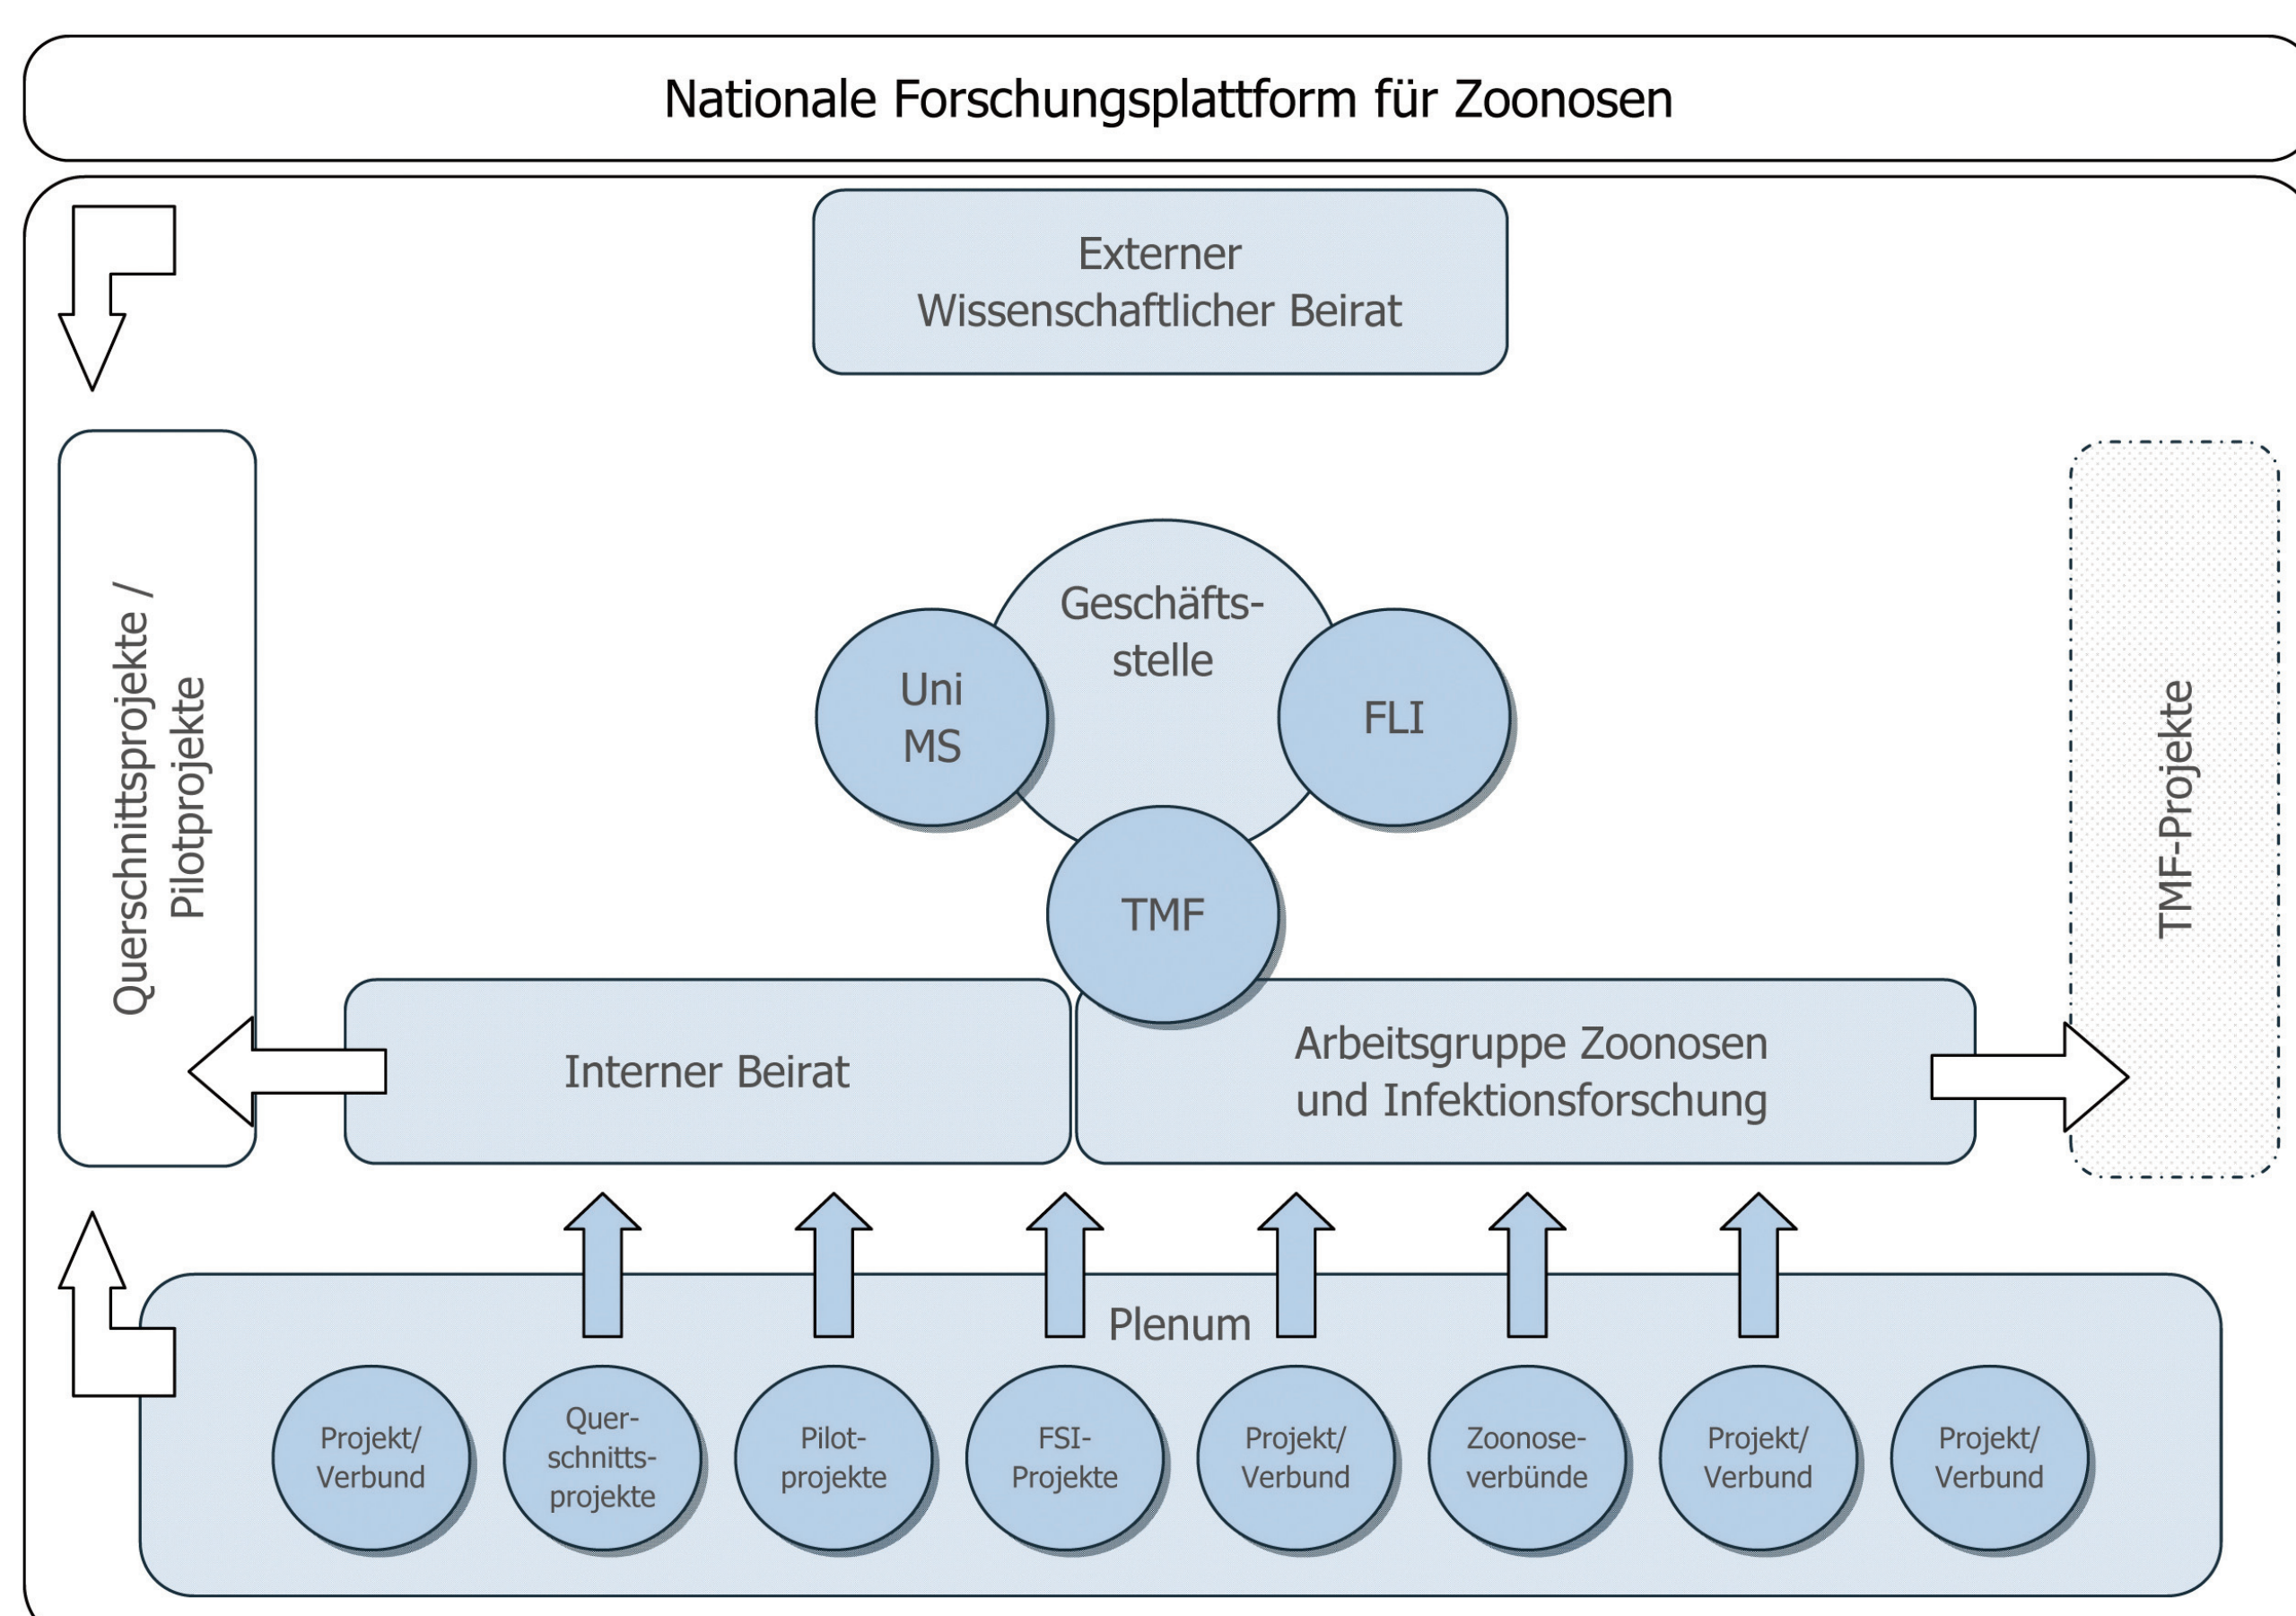 Nationale Forschungsplattform für Zoonosen
Externer
Wissenschaftlicher Beirat
Querschnittsprojekte /
Pilotprojekte
Geschäfts-
stelle
Uni
MS
FLI
TMF
TMF-Projekte
Interner Beirat
Arbeitsgruppe Zoonosen
und Infektionsforschung
Plenum
Projekt/
Verbund
Quer-
schnitts-
projekte
Pilot-
projekte
FSI-
Projekte
Projekt/
Verbund
Zoonose-
verbünde
Projekt/
Verbund
Projekt/
Verbund